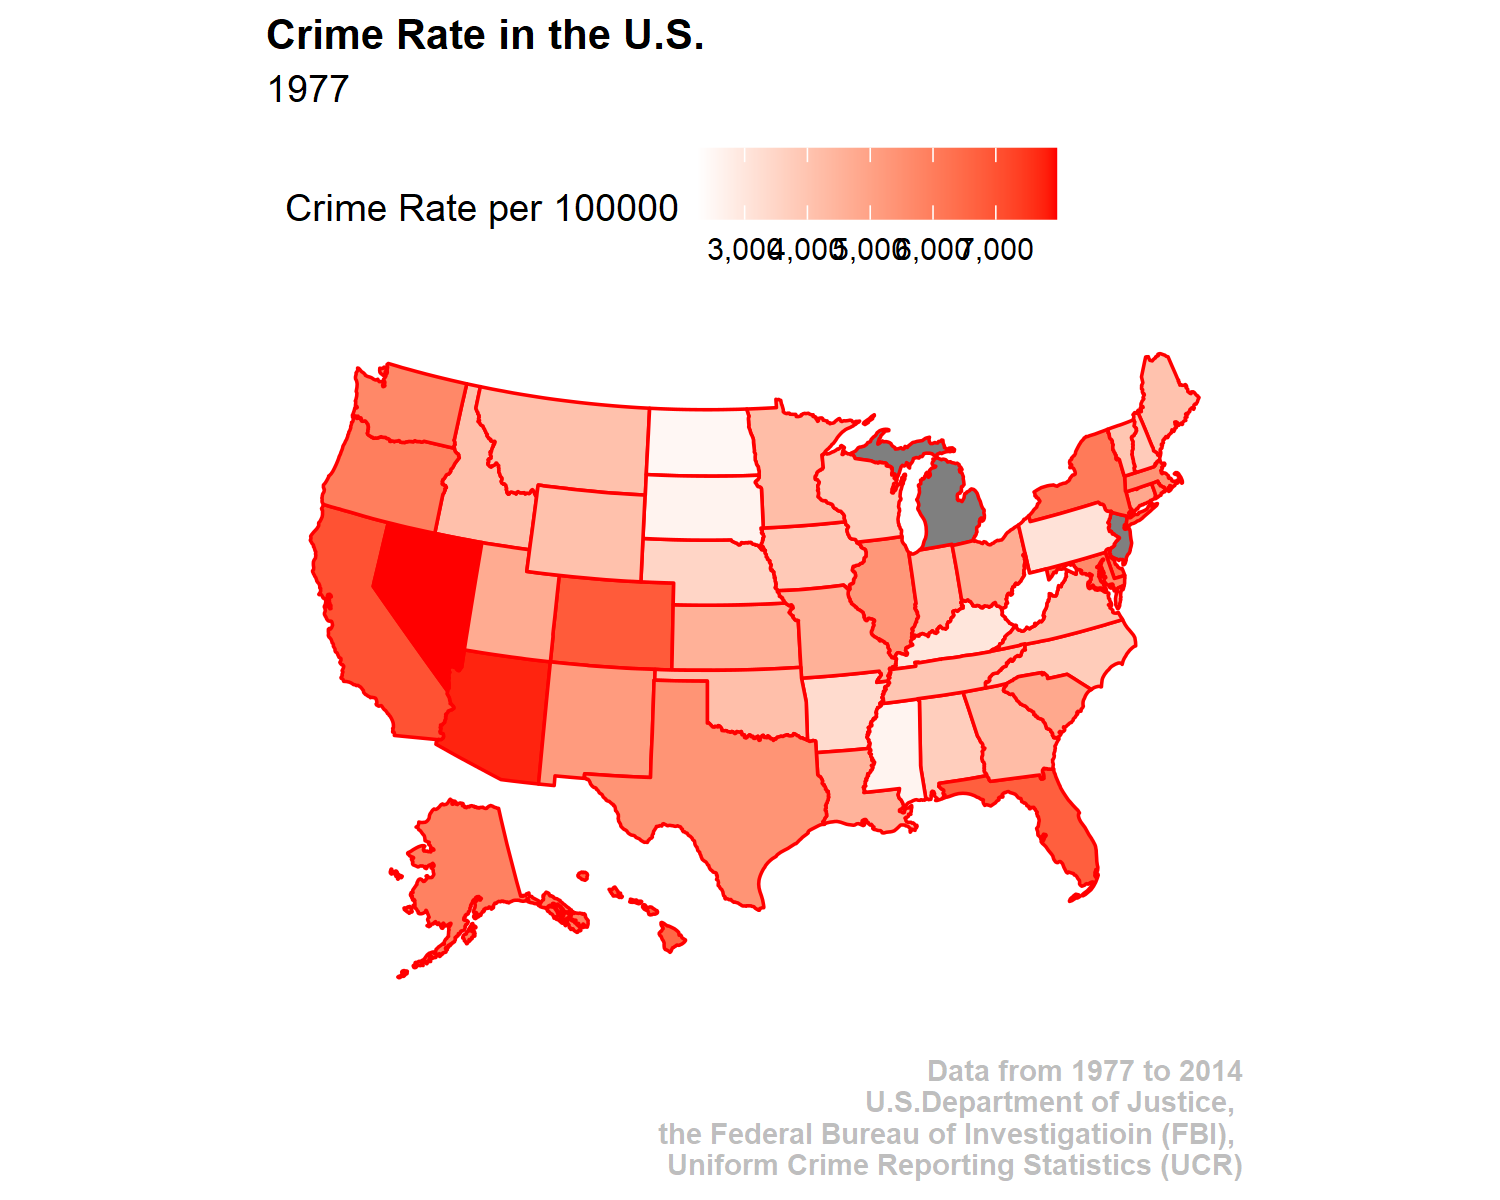 Crime Rate in the U.S.
1977
Crime Rate per 100000
3,000 4,000 5,000 6,000 7,000
Data from 1977 to 2014
U.S.Department of Justice,
the Federal Bureau of Investigatioin (FBI),
Uniform Crime Reporting Statistics (UCR)